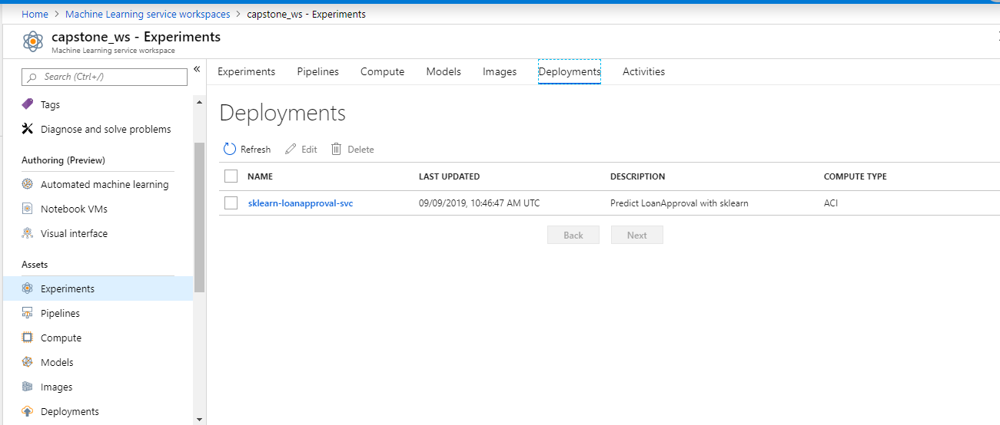 Home > Machine Learning service workspaces > capstone_ws - Experiments
capstone_ws - Experiments
Machine Learning service workspace
Search (Ctrl+/)
«
Tags
Diagnose and solve problems
Authoring (Preview)
Automated machine learning
Notebook VMs
Visual interface
Assets
Experiments
Pipelines
Compute
Models
Images
Deployments
Experiments Pipelines Compute Models Images Deployments Activities
Deployments
Refresh Edit Delete
NAME LAST UPDATED DESCRIPTION COMPUTE TYPE
sklearn-loanapproval-svc 09/09/2019, 10:46:47 AM UTC Predict LoanApproval with sklearn ACI
Back Next